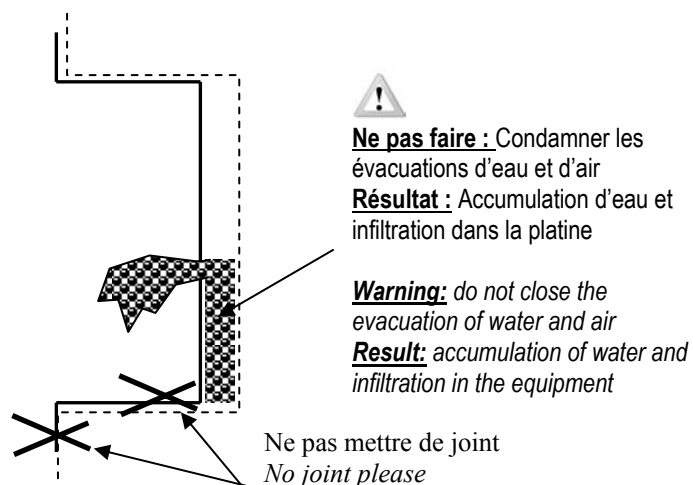 Ne pas faire : Condamner les
évacuations d'eau et d'air
Résultat : Accumulation d'eau et
infiltration dans la platine
Warning: do not close the
evacuation of water and air
Result: accumulation of water and
infiltration in the equipment
Ne pas mettre de joint
No joint please